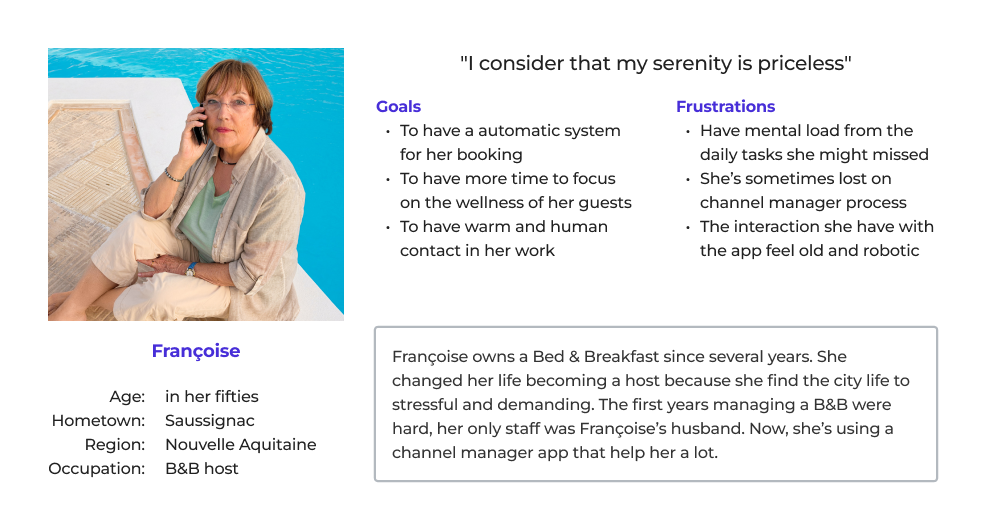 "I consider that my serenity is priceless"
Goals
• To have a automatic system
for her booking
• To have more time to focus
on the wellness of her guests
• To have warm and human
contact in her work
Frustrations
• Have mental load from the
daily tasks she might missed
• She's sometimes lost on
channel manager process
• The interaction she have with
the app feel old and robotic
Françoise
Age: in her fifties
Hometown: Saussignac
Region: Nouvelle Aquitaine
Occupation: B&B host
Françoise owns a Bed & Breakfast since several years. She
changed her life becoming a host because she find the city life to
stressful and demanding. The first years managing a B&B were
hard, her only staff was Françoise's husband. Now, she's using a
channel manager app that help her a lot.